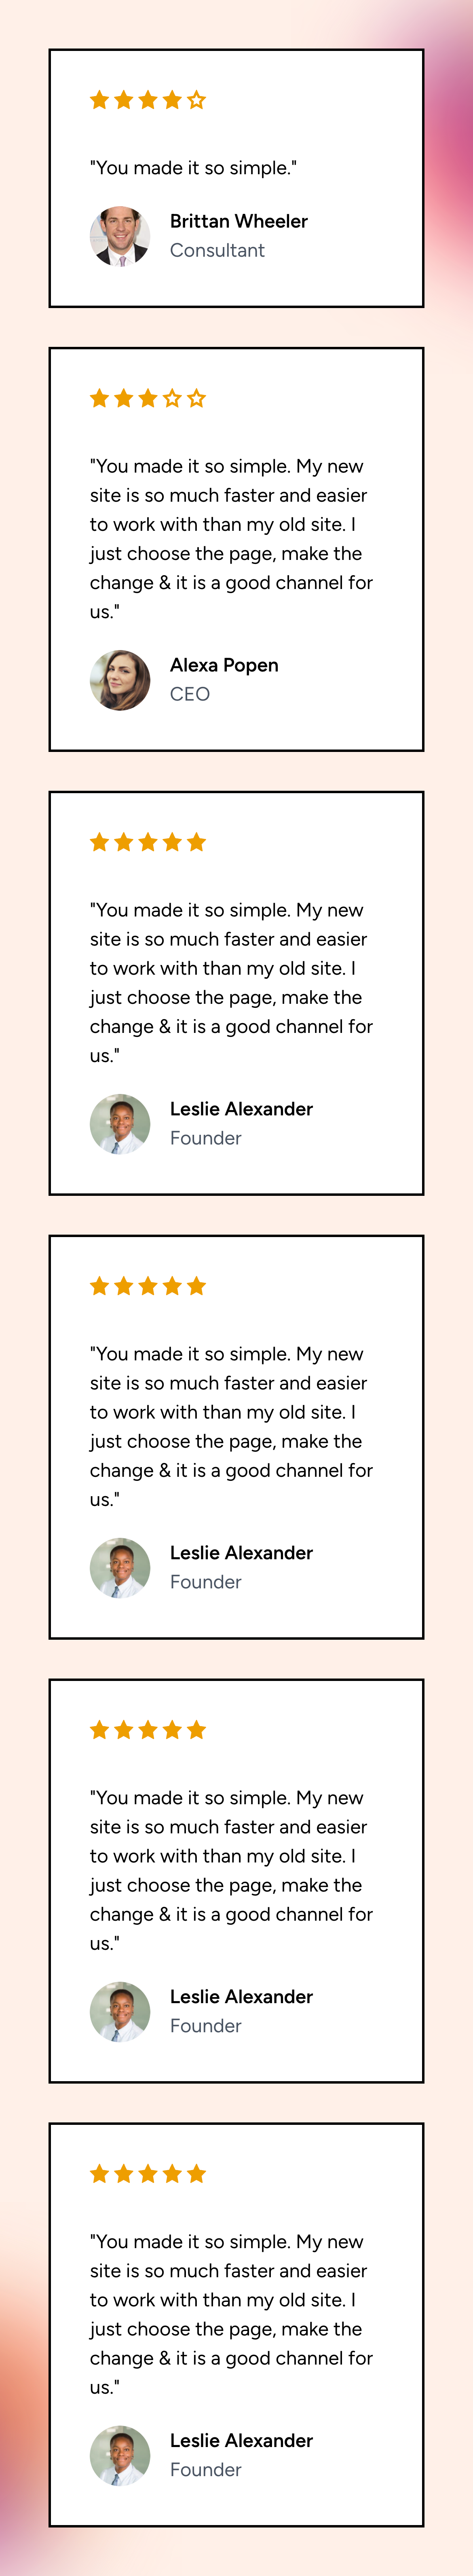 "You made it so simple."
Brittan Wheeler
Consultant
"You made it so simple. My new
site is so much faster and easier
to work with than my old site. I
just choose the page, make the
change & it is a good channel for
us."
Alexa Popen
CEO
"You made it so simple. My new
site is so much faster and easier
to work with than my old site. I
just choose the page, make the
change & it is a good channel for
us."
Leslie Alexander
Founder
"You made it so simple. My new
site is so much faster and easier
to work with than my old site. I
just choose the page, make the
change & it is a good channel for
us."
Leslie Alexander
Founder
"You made it so simple. My new
site is so much faster and easier
to work with than my old site. I
just choose the page, make the
change & it is a good channel for
us."
Leslie Alexander
Founder
"You made it so simple. My new
site is so much faster and easier
to work with than my old site. I
just choose the page, make the
change & it is a good channel for
us."
Leslie Alexander
Founder